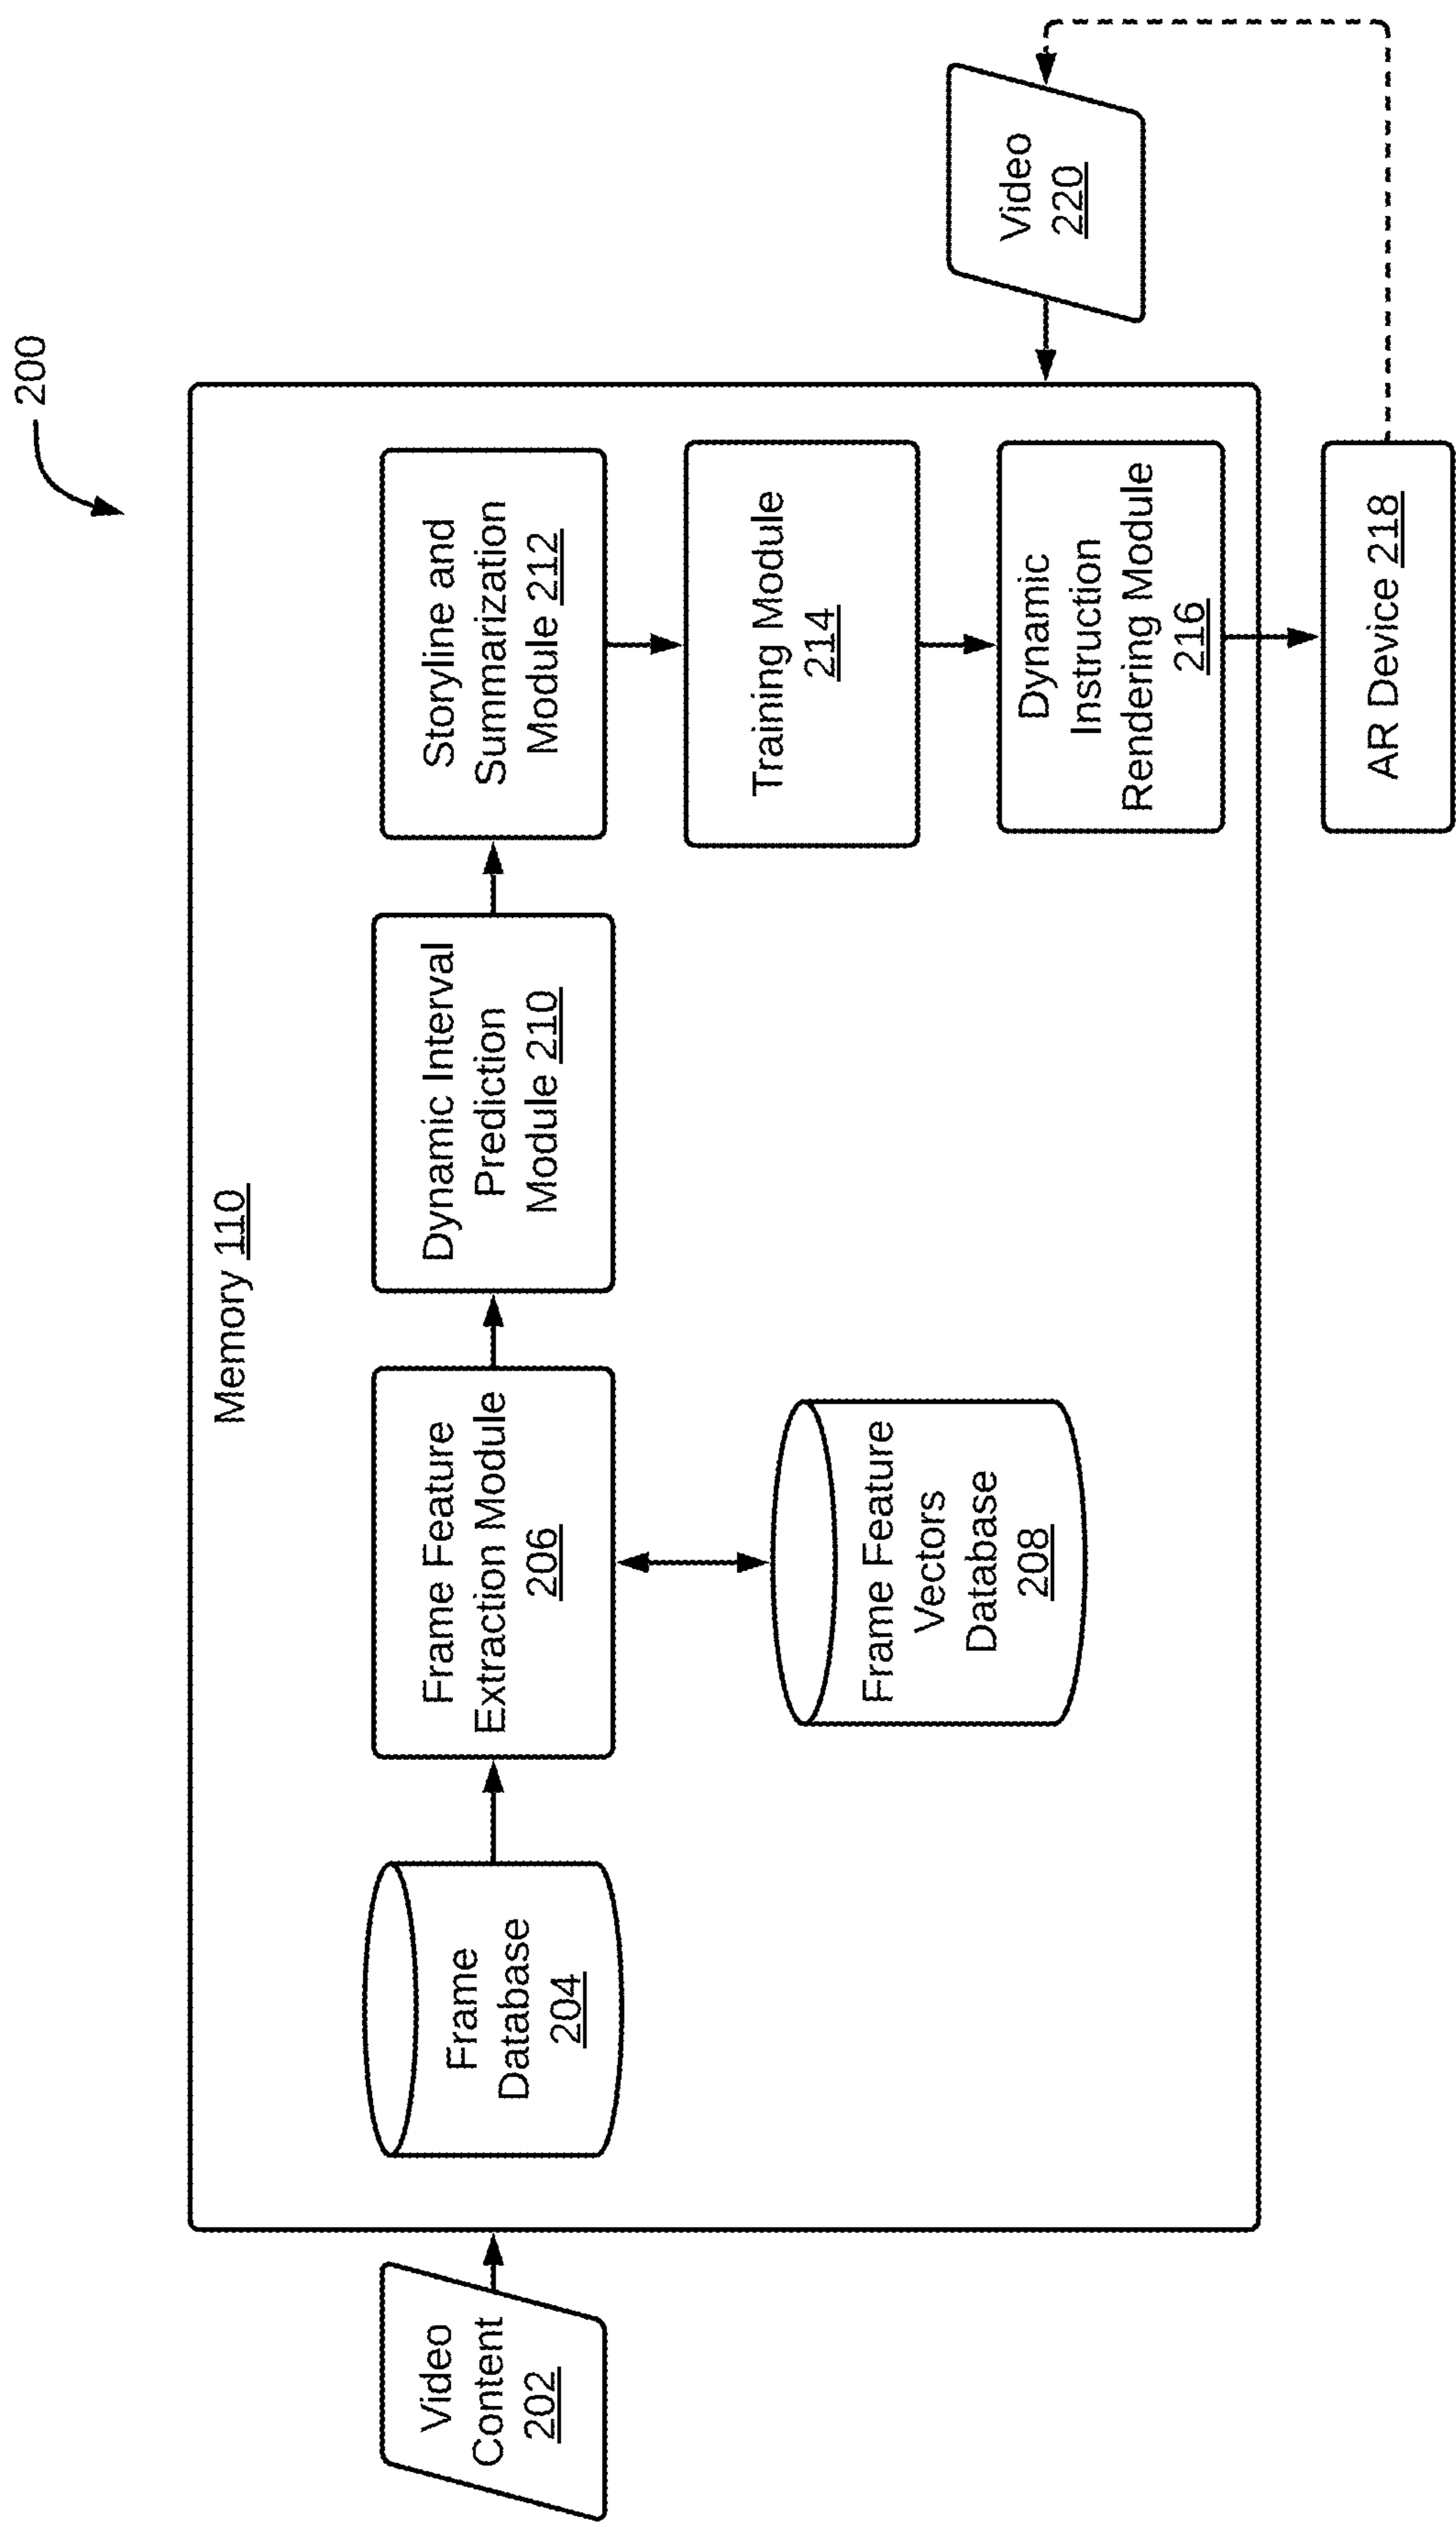 200
Memory 110
Video
Content
202
Frame
Database
204
Frame Feature
Extraction Module
206
Dynamic Interval
Prediction
Module 210
Storyline and
Summarization
Module 212
Frame Feature
Vectors
Database
208
Training Module
214
Dynamic
Instruction
Rendering Module
216
Video
220
AR Device 218